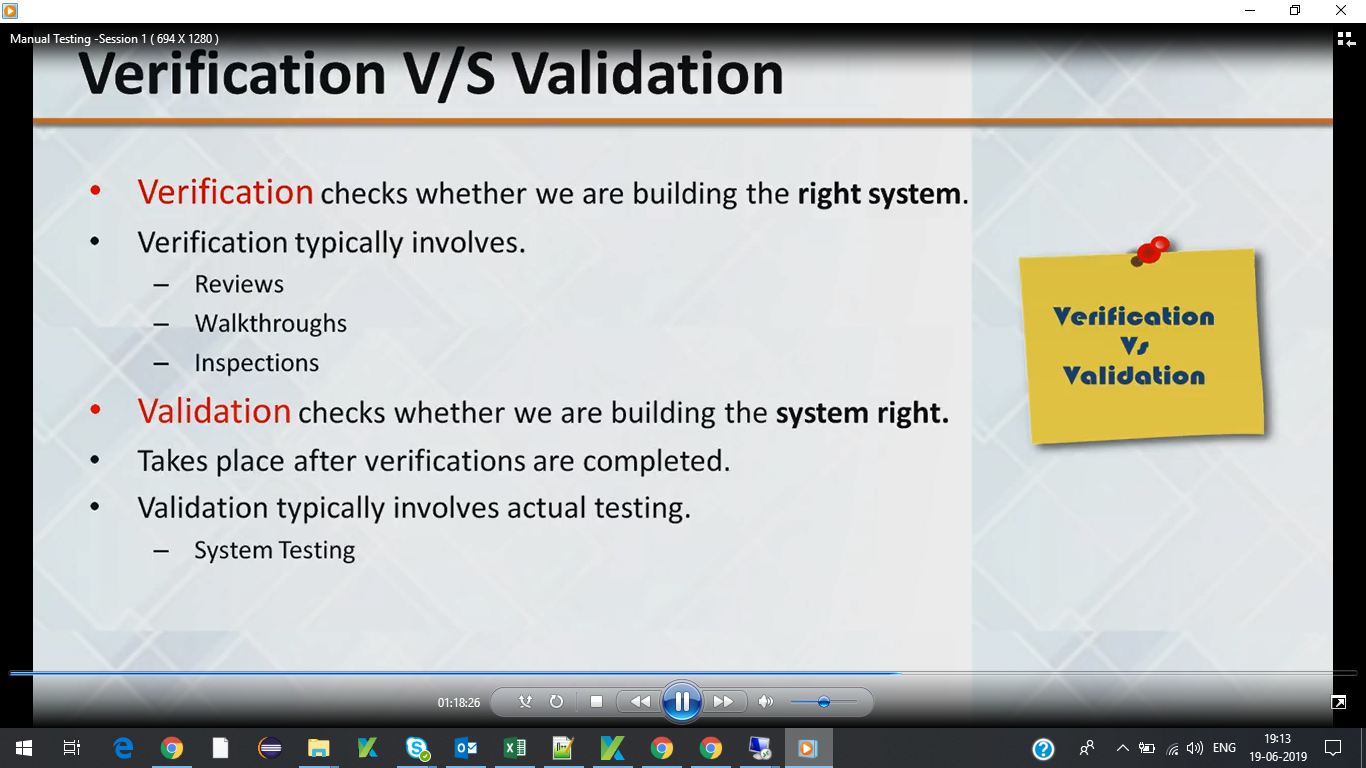 Manual Testing -Session 1 ( 694 X 1280 )
Verification V/S Validation
• Verification checks whether we are building the right system.
• Verification typically involves.
– Reviews
– Walkthroughs
– Inspections
• Validation checks whether we are building the system right.
• Takes place after verifications are completed.
• Validation typically involves actual testing.
– System Testing
Verification
Vs
Validation
01:18:26
ENG
19:13
19-06-2019